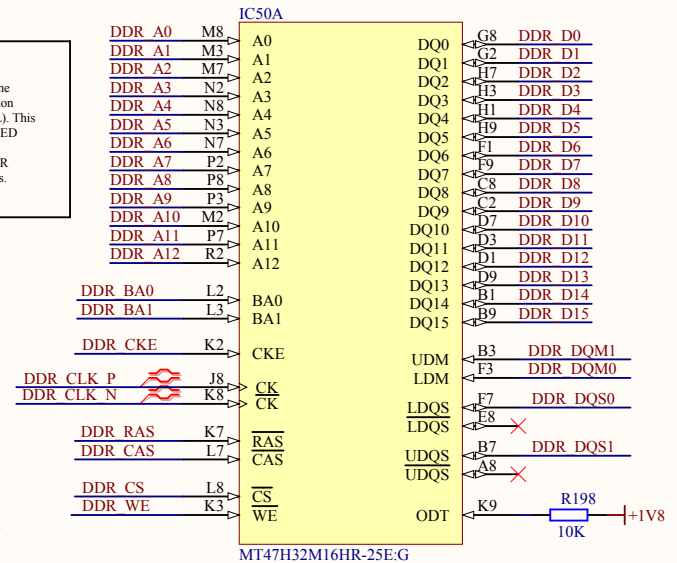 IC50A
he
on
.). This
ED
R
s.
DDR_A0 M8 A0
DDR_A1 M3 A1
DDR_A2 M7 A2
DDR_A3 N2 A3
DDR_A4 N8 A4
DDR_A5 N3 A5
DDR_A6 N7 A6
DDR_A7 P2 A7
DDR_A8 P8 A8
DDR_A9 P3 A9
DDR_A10 M2 A10
DDR_A11 P7 A11
DDR_A12 R2 A12
DDR_BA0 L2 BA0
DDR_BA1 L3 BA1
DDR_CKE K2 CKE
DDR_CLK_P J8 CK
DDR_CLK_N K8 CK
DDR_RAS K7 RAS
DDR_CAS L7 CAS
DDR_CS L8 CS
DDR_WE K3 WE
DQ0 G8 DDR_D0
DQ1 G2 DDR_D1
DQ2 H7 DDR_D2
DQ3 H3 DDR_D3
DQ4 H1 DDR_D4
DQ5 H9 DDR_D5
DQ6 F1 DDR_D6
DQ7 F9 DDR_D7
DQ8 C8 DDR_D8
DQ9 C2 DDR_D9
DQ10 D7 DDR_D10
DQ11 D3 DDR_D11
DQ12 D1 DDR_D12
DQ13 D9 DDR_D13
DQ14 B1 DDR_D14
DQ15 B9 DDR_D15
UDM B3 DDR_DQM1
LDM F3 DDR_DQM0
LDQS F7 DDR_DQS0
LDQS E8
UDQS B7 DDR_DQS1
UDQS A8
ODT K9 R198 +1V8
10K
MT47H32M16HR-25E:G